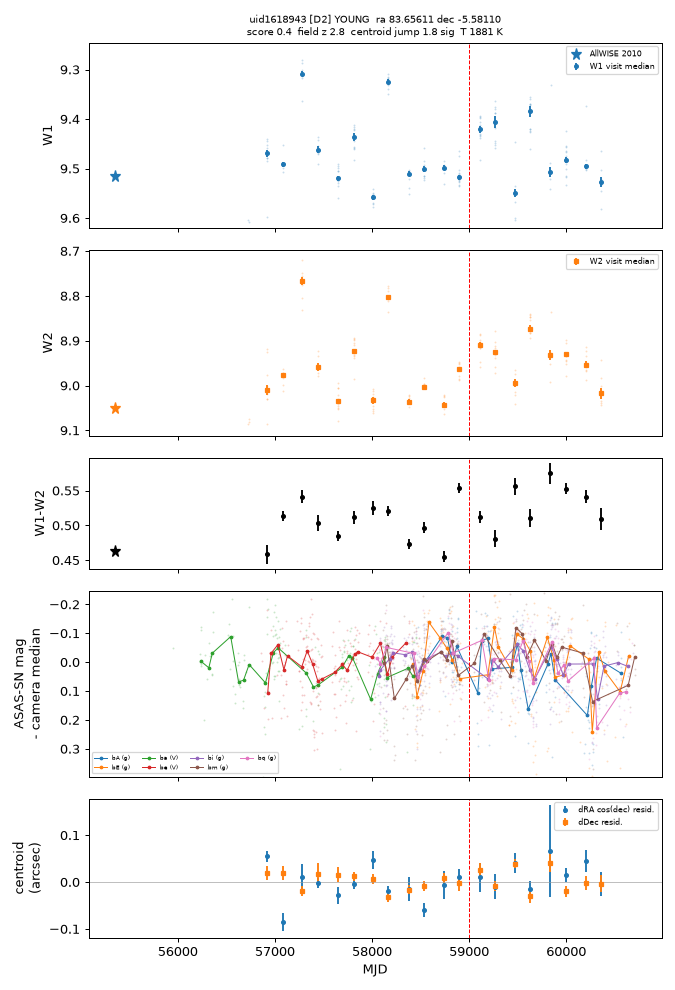 uid1618943 [D2] YOUNG ra 83.65611 dec -5.58110
score 0.4 field z 2.8 centroid jump 1.8 sig T 1881 K
AllWISE 2010
W1 visit median
9.3
9.4
9.5
9.6
W1
W2 visit median
8.7
8.8
8.9
9.0
9.1
W2
0.55
0.50
0.45
W1-W2
−0.2
−0.1
0.0
0.1
0.2
0.3
ASAS-SN mag
- camera median
bA (g)
bE (g)
ba (V)
be (V)
bi (g)
bm (g)
bq (g)
dRA cos(dec) resid.
dDec resid.
0.1
0.0
−0.1
centroid
(arcsec)
56000
57000
58000
59000
60000
MJD